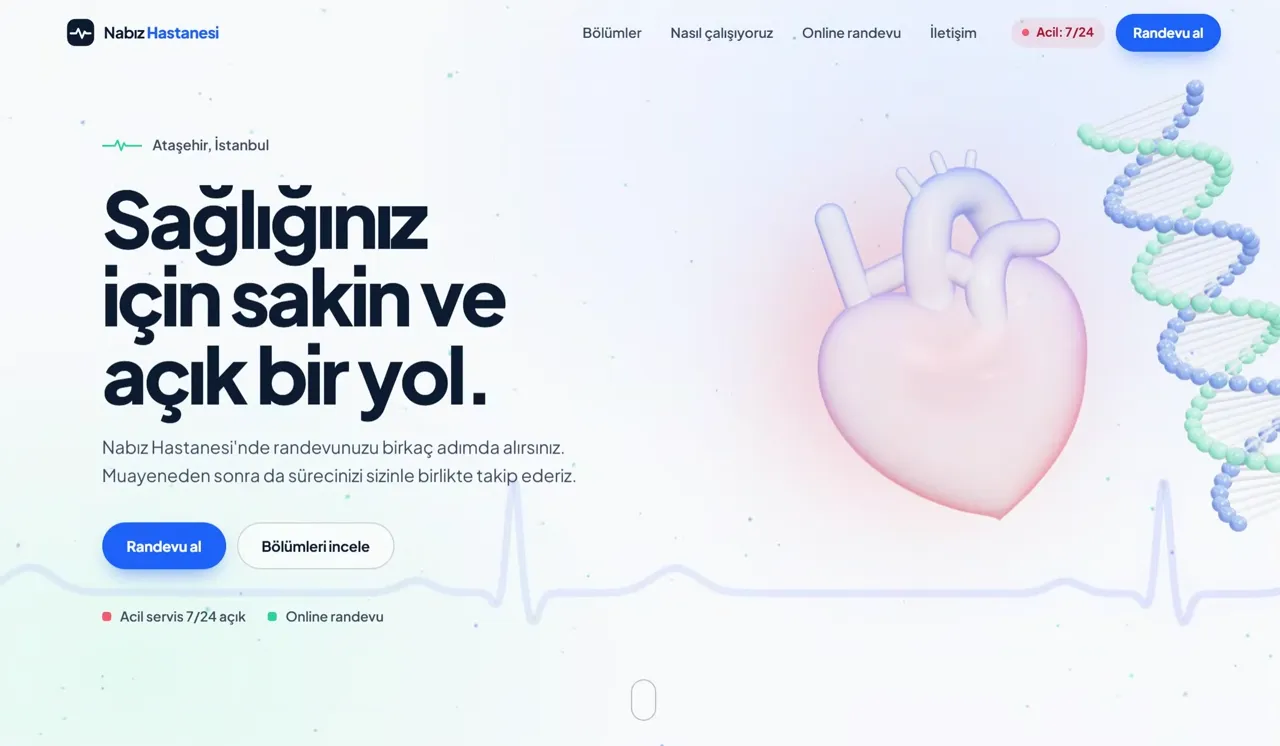 Nabız Hastanesi
Bölümler
Nasıl çalışıyoruz
Online randevu
İletişim
Acil: 7/24
Randevu al
Ataşehir, İstanbul
Sağlığınız
için sakin ve
açık bir yol.
Nabız Hastanesi'nde randevunuzu birkaç adımda alırsınız.
Muayeneden sonra da sürecinizi sizinle birlikte takip ederiz.
Randevu al
Bölümleri incele
Acil servis 7/24 açık
Online randevu